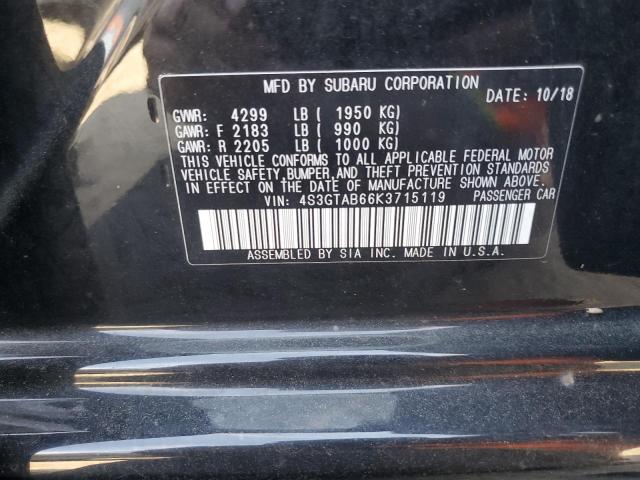 MFD BY SUBARU CORPORATION
DATE: 10/18
GVWR: 4299 LB ( 1950 KG)
GAWR: F 2183 LB ( 990 KG)
GAWR: R 2205 LB ( 1000 KG)
THIS VEHICLE CONFORMS TO ALL APPLICABLE FEDERAL MOTOR
VEHICLE SAFETY,BUMPER,AND THEFT PREVENTION STANDARDS
IN EFFECT ON THE DATE OF MANUFACTURE SHOWN ABOVE.
VIN: 4S3GTAB66K3715119 PASSENGER CAR
ASSEMBLED BY SIA INC. MADE IN U.S.A.